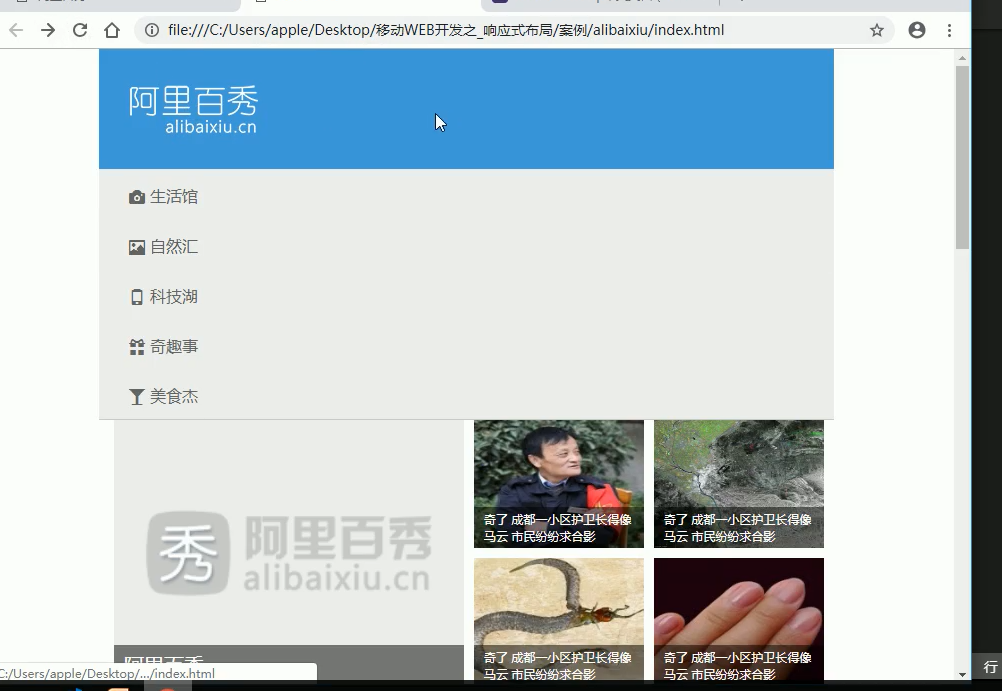 file:///C:/Users/apple/Desktop/移动WEB开发之_响应式布局/案例/alibaixiu/index.html
阿里百秀
alibaixiu.cn
生活馆
自然汇
科技湖
奇趣事
美食杰
秀 阿里百秀
alibaixiu.cn
阿里百秀
奇了 成都一小区护卫长得像
马云 市民纷纷求合影
奇了 成都一小区护卫长得像
马云 市民纷纷求合影
奇了 成都一小区护卫长得像
马云 市民纷纷求合影
奇了 成都一小区护卫长得像
马云 市民纷纷求合影
C:/Users/apple/Desktop/.../index.html
行